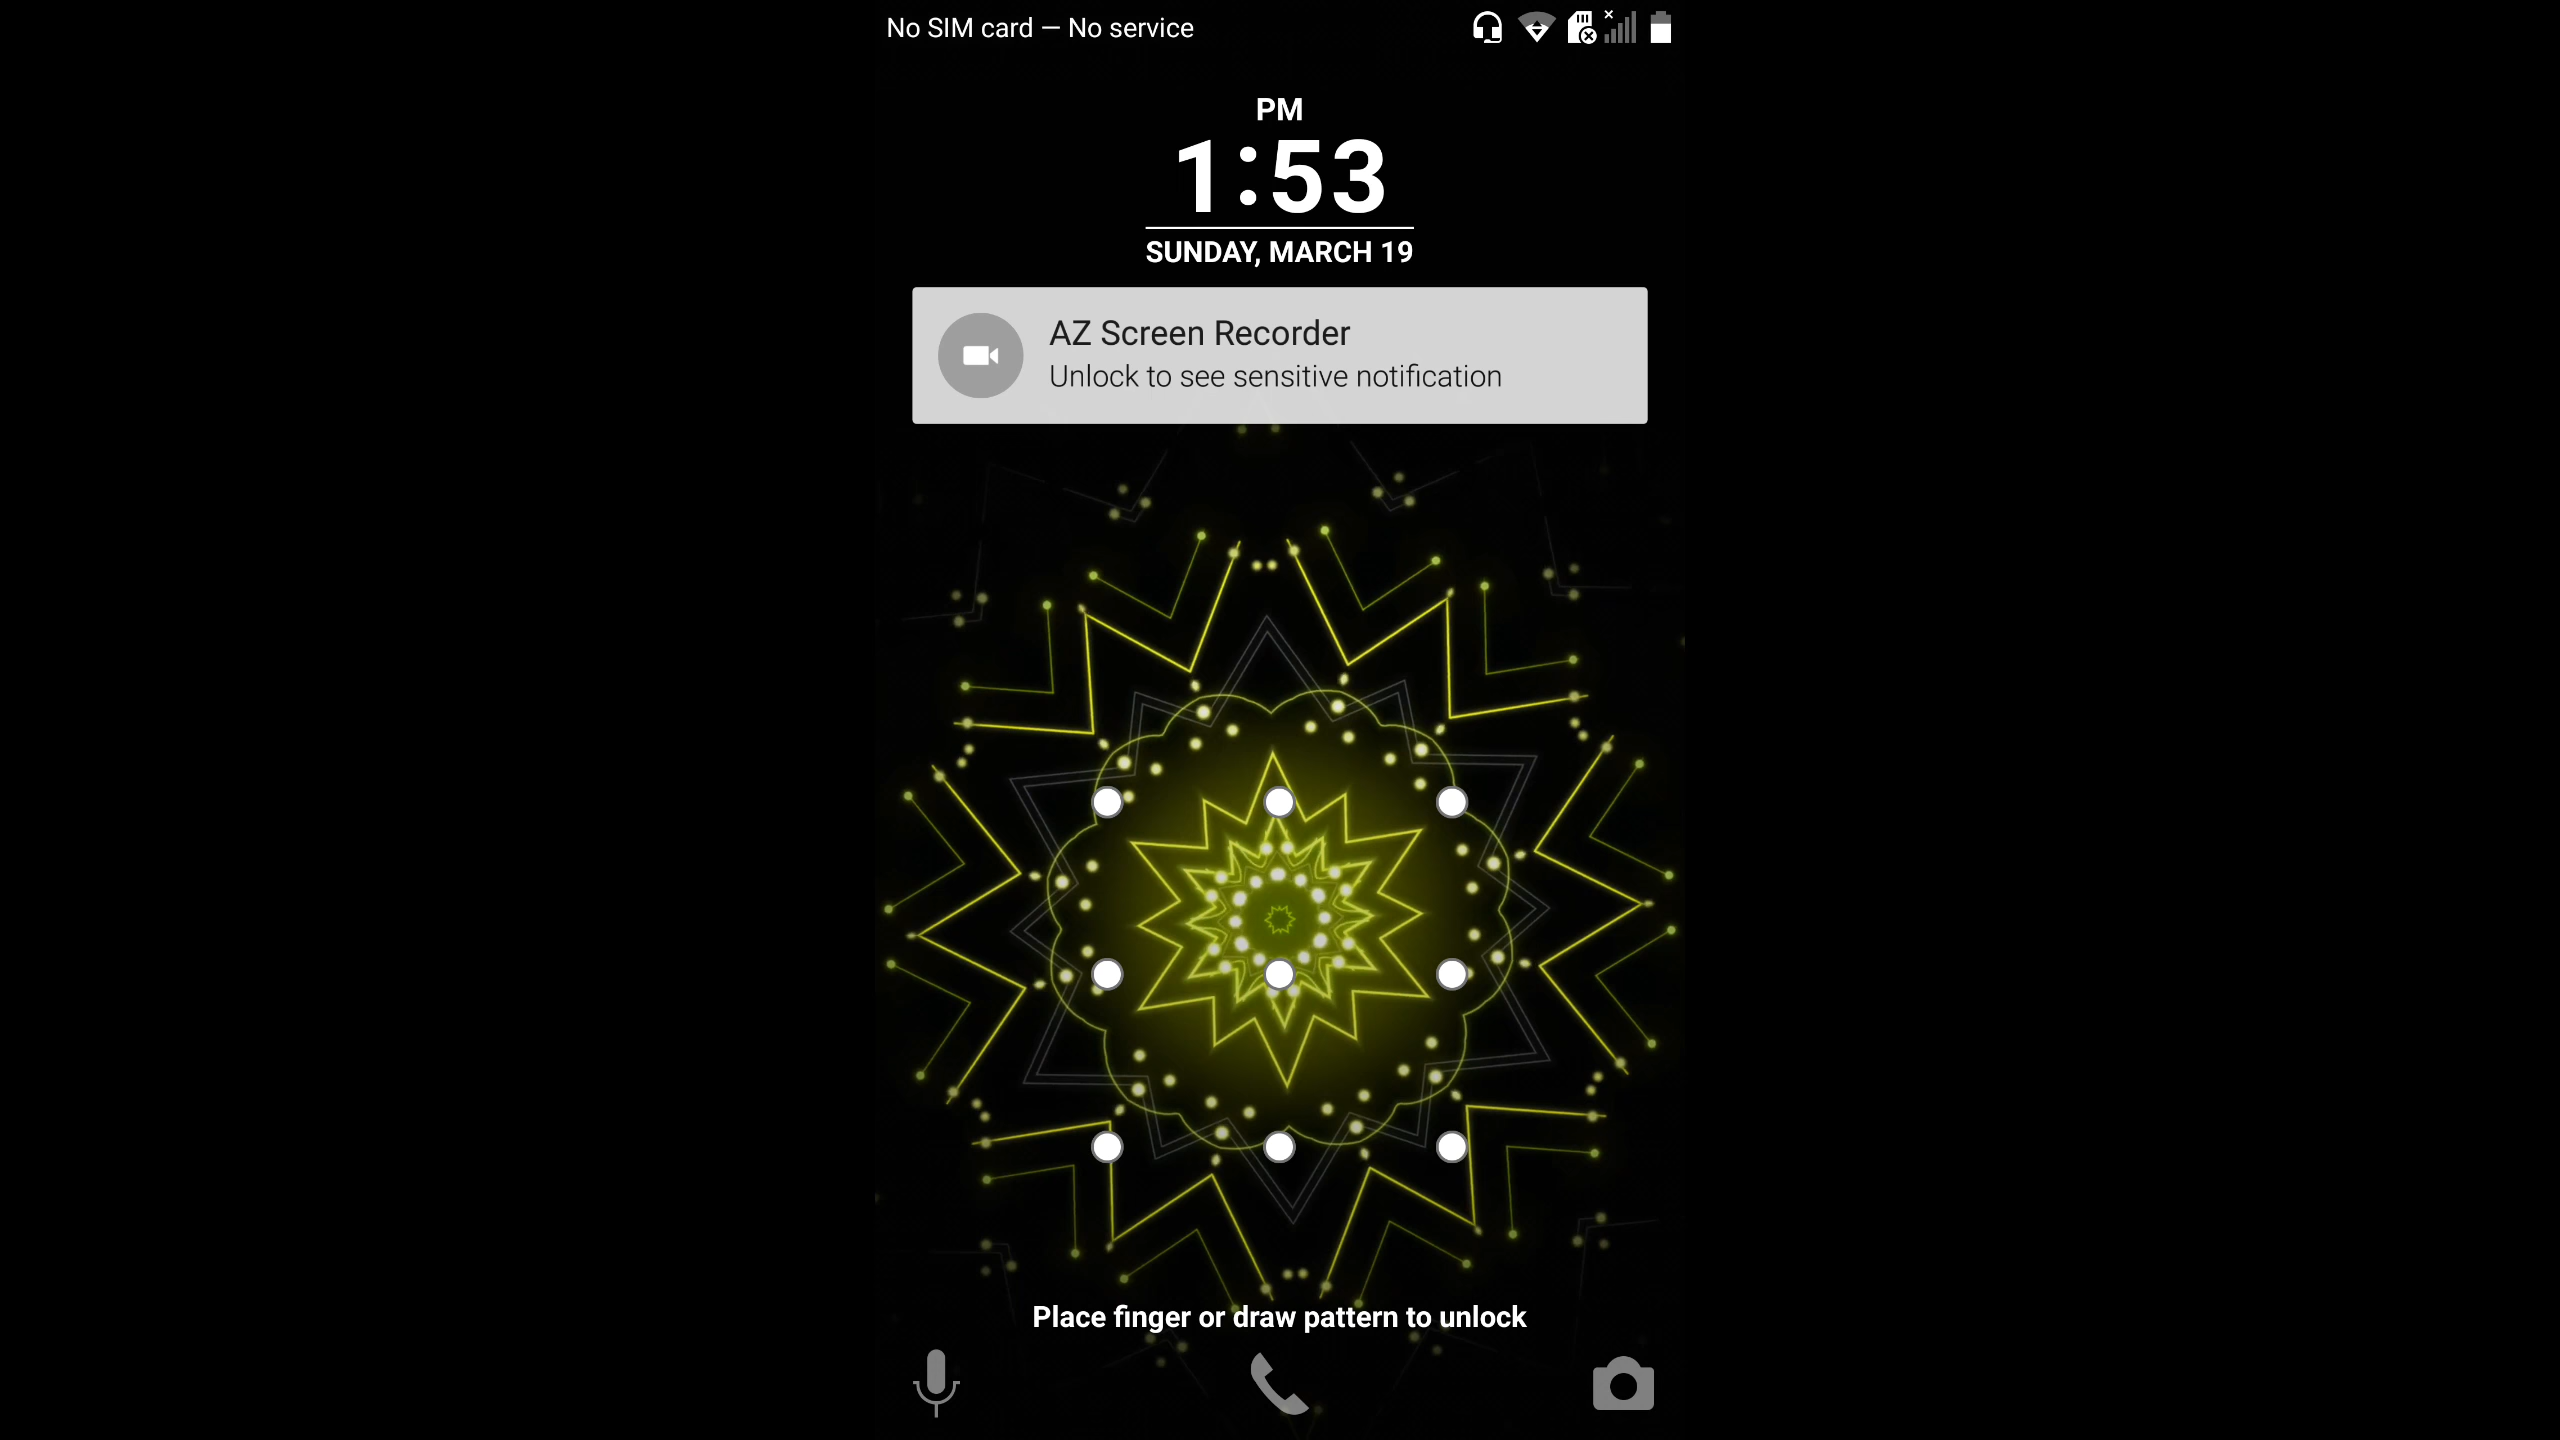 No SIM card — No service
PM
1:53
SUNDAY, MARCH 19
AZ Screen Recorder
Unlock to see sensitive notification
Place finger or draw pattern to unlock